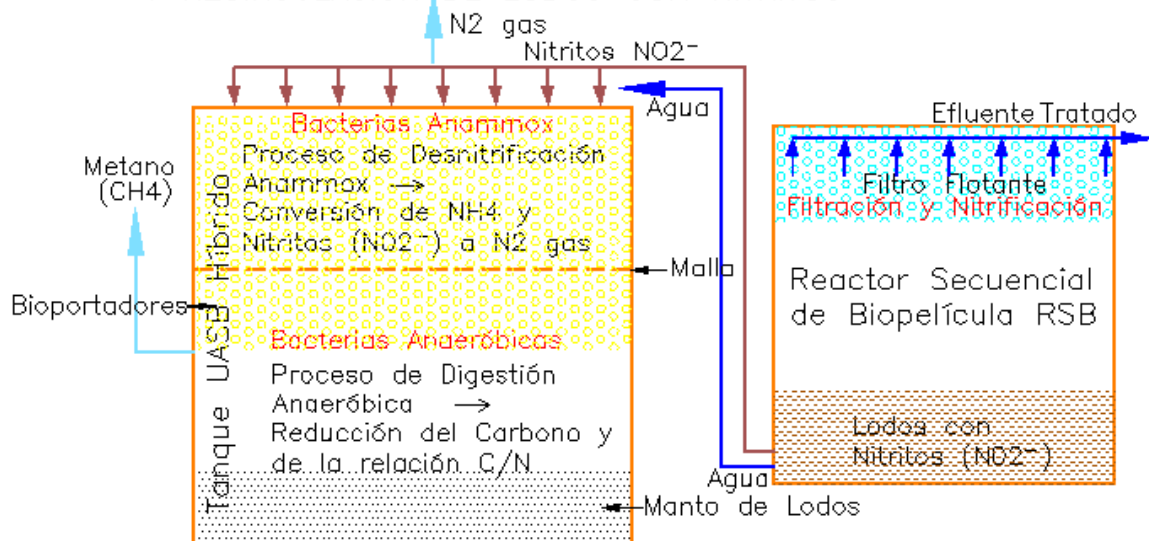 N2 gas
Nitritos NO2⁻
Agua
Efluente Tratado
Bacterias Anammox
Proceso de Desnitrificación
Anammox →
Conversión de NH4 y
Nitritos (NO2⁻) a N2 gas
Metano
(CH4)
Filtro Flotante
Filtración y Nitrificación
Malla
Bioportadores
Tanque UASB Híbrido
Reactor Secuencial
de Biopelícula RSB
Bacterias Anaeróbicas
Proceso de Digestión
Anaeróbica →
Reducción del Carbono y
de la relación C/N
Lodos con
Nitritos (NO2⁻)
Agua
Manto de Lodos